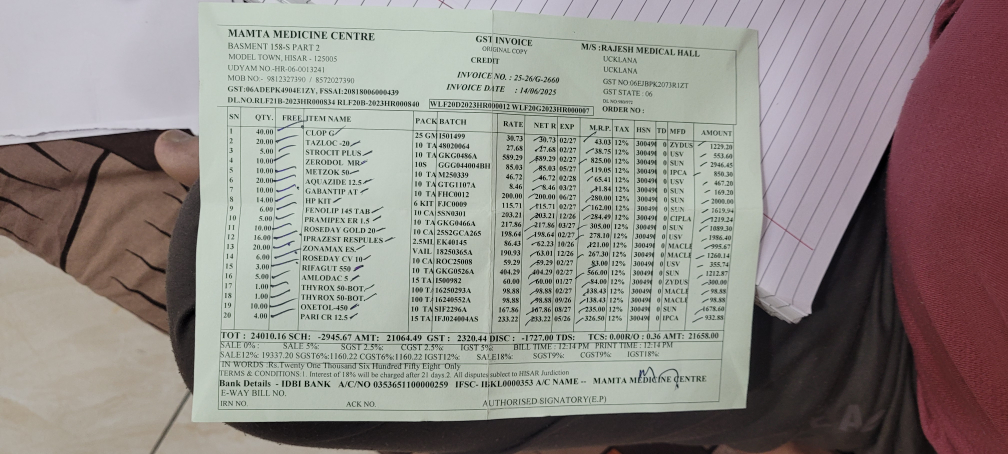 MAMTA MEDICINE CENTRE
BASMENT 158-S PART 2
MODEL TOWN, HISAR - 125005
UDYAM NO.-HR-06-0013241
MOB NO:- 9812327390 / 8572027390
GST:06ADEPK4904E1ZY, FSSAI:20818006000439
DL.NO.RLF21B-2023HR000834 RLF20B-2023HR000840 WLF20D2023HR000012 WLF20G2023HR000007
GST INVOICE
ORIGINAL COPY
CREDIT
INVOICE NO. : 25-26/G-2660
INVOICE DATE : 14/06/2025
M/S :RAJESH MEDICAL HALL
UCKLANA
UCKLANA
GST NO:06EJBPK2073R1ZT
GST STATE : 06
ORDER NO :
SN QTY. FREE ITEM NAME PACK BATCH RATE NET R EXP M.R.P. TAX HSN TD MFD AMOUNT
1 40.00 CLOP G 25 GM I501499 30.73 30.73 02/27 43.03 12% 30049 0 ZYDUS 1229.20
2 20.00 TAZLOC -20 10 TA 48020064 27.68 27.68 02/27 38.75 12% 30049 0 USV 553.60
3 5.00 STROCIT PLUS 10 TA GKG0486A 589.29 589.29 02/27 825.00 12% 30049 0 SUN 2946.45
4 10.00 ZERODOL MR 10S GGG004004BH 85.03 85.03 05/27 119.05 12% 30049 0 IPCA 850.30
5 10.00 METZOK 50 10 TA M250339 46.72 46.72 02/28 65.41 12% 30049 0 USV 467.20
6 20.00 AQUAZIDE 12.5 10 TA GTG1107A 8.46 8.46 03/27 11.84 12% 30049 0 SUN 169.20
7 10.00 GABANTIP AT 10 TA FHC0012 200.00 200.00 06/27 280.00 12% 30049 0 SUN 2000.00
8 14.00 HP KIT 6 KIT FJC0009 115.71 115.71 02/27 162.00 12% 30049 0 CIPLA 1619.94
9 6.00 FENOLIP 145 TAB 10 CA SSN0301 203.21 203.21 12/26 284.49 12% 30049 0 1219.24
10 5.00 PRAMIPEX ER 1.5 10 TA GKG0466A 217.86 217.86 03/27 305.00 12% 30049 0 SUN 1089.30
11 10.00 ROSEDAY GOLD 20 10 CA 25S2GCA265 198.64 198.64 02/27 278.10 12% 30049 0 USV 1986.40
12 16.00 IPRAZEST RESPULES 2.5ML EK40145 86.43 62.23 10/26 121.00 12% 30049 0 MACLE 995.67
13 20.00 ZONAMAX ES VAIL 18250365A 190.93 63.01 12/26 267.30 12% 30049 0 MACLE 1260.14
14 6.00 ROSEDAY CV 10 10 CA ROC25008 59.29 59.29 02/27 83.00 12% 30049 0 USV 355.74
15 3.00 RIFAGUT 550 10 TA GKG0526A 404.29 404.29 02/27 566.00 12% 30049 0 SUN 1212.87
16 5.00 AMLODAC 5 15 TA I500982 60.00 60.00 01/27 84.00 12% 30049 0 ZYDUS 300.00
17 1.00 THYROX 50-BOT. 100 TA 16250293A 98.88 98.88 02/27 138.43 12% 30049 0 MACLE 98.88
18 1.00 THYROX 50-BOT. 100 TA 16240552A 98.88 98.88 09/26 138.43 12% 30049 0 MACLE 98.88
19 10.00 OXETOL-450 10 TA SIF2296A 167.86 167.86 08/27 235.00 12% 30049 0 SUN 1678.60
20 4.00 PARI CR 12.5 15 TA IFJ024004AS 233.22 233.22 05/26 326.50 12% 30049 0 IPCA 932.88
TOT : 24010.16 SCH: -2945.67 AMT: 21064.49 GST : 2320.44 DISC : -1727.00 TDS: TCS: 0.00R/O : 0.36 AMT: 21658.00
SALE 0%: SALE 5%: SGST 2.5%: CGST 2.5% IGST 5%: BILL TIME : 12:14 PM PRINT TIME : 12:14 PM
SALE12%: 19337.20 SGST6%:1160.22 CGST6%:1160.22 IGST12%: SALE18%: SGST9%: CGST9%: IGST18%
IN WORDS :Rs.Twenty One Thousand Six Hundred Fifty Eight Only
TERMS & CONDITIONS:1. Interest of 18% will be charged after 21 days.2. All disputes subject to HISAR Jurdiction
Bank Details - IDBI BANK A/C/NO 0353651100000259 IFSC- IBKL0000353 A/C NAME -- MAMTA MEDICINE CENTRE
E-WAY BILL NO.
IRN NO. ACK NO. AUTHORISED SIGNATORY(E.P)